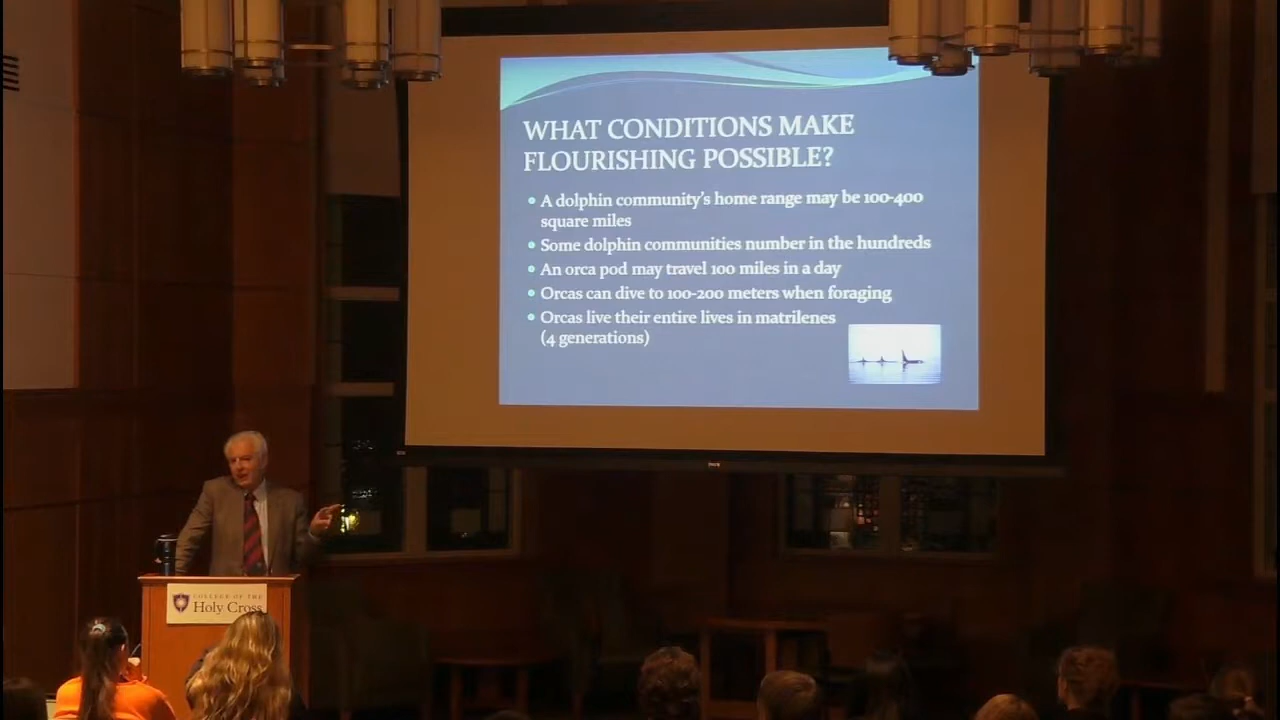 WHAT CONDITIONS MAKE
FLOURISHING POSSIBLE?
• A dolphin community's home range may be 100-400
square miles
• Some dolphin communities number in the hundreds
• An orca pod may travel 100 miles in a day
• Orcas can dive to 100-200 meters when foraging
• Orcas live their entire lives in matrilenes
(4 generations)
COLLEGE OF THE
Holy Cross